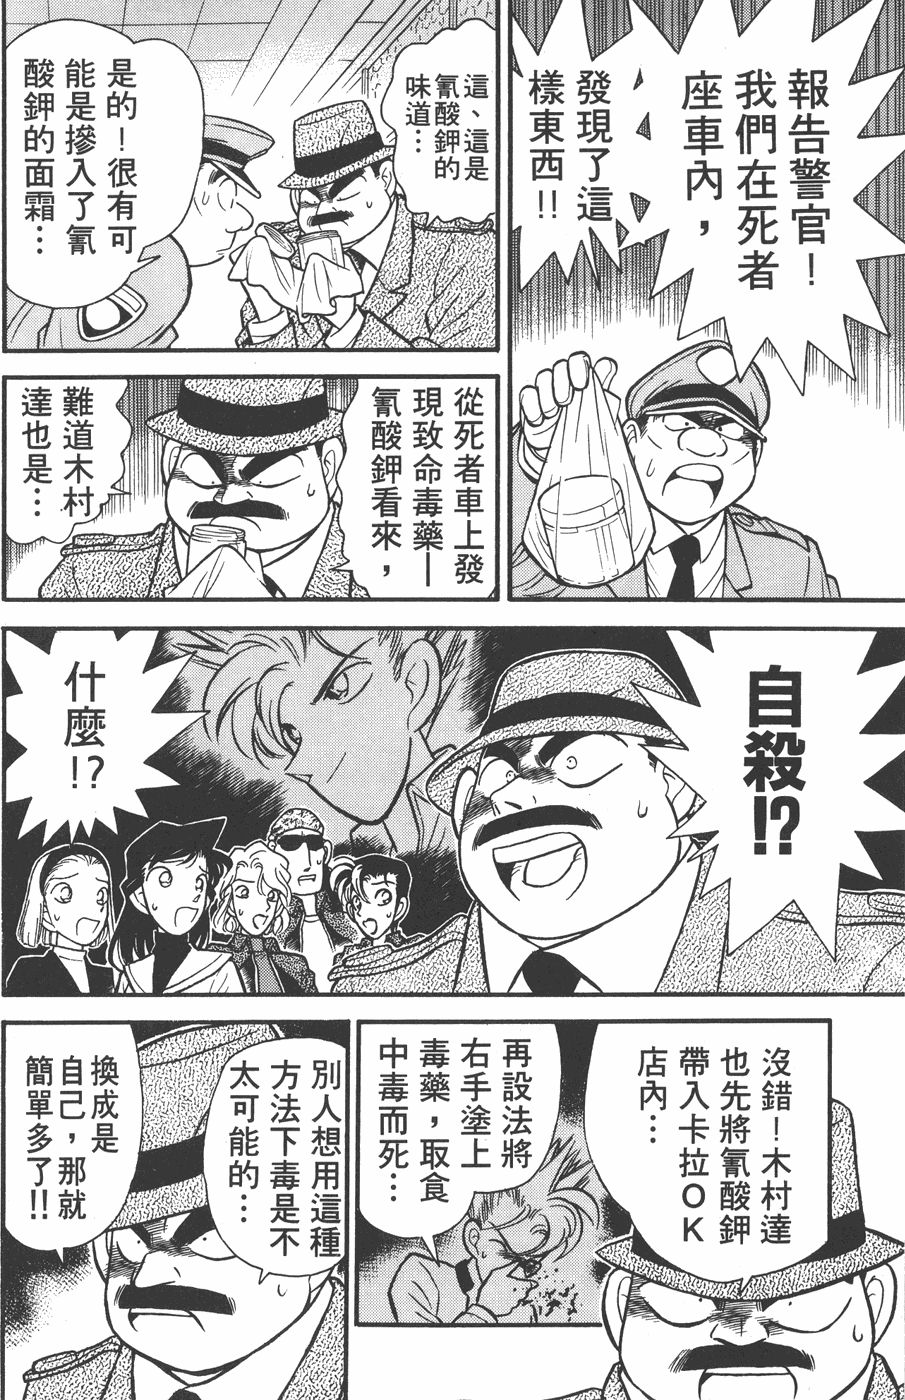 報告警官！
我們在死者
座車內，
發現了這
樣東西！！
這、這是
氰酸鉀的
味道…
是的！很有可
能是摻入了氰
酸鉀的面霜…
從死者車上發
現致命毒藥—
氰酸鉀看來，
難道木村
達也是…
自殺！？
什麼！？
沒錯！木村達
也先將氰酸鉀
帶入卡拉OK
店內…
再設法將
右手塗上
毒藥，取食
中毒而死…
別人想用這種
方法下毒是不
太可能的…
換成是
自己，那就
簡單多了！！